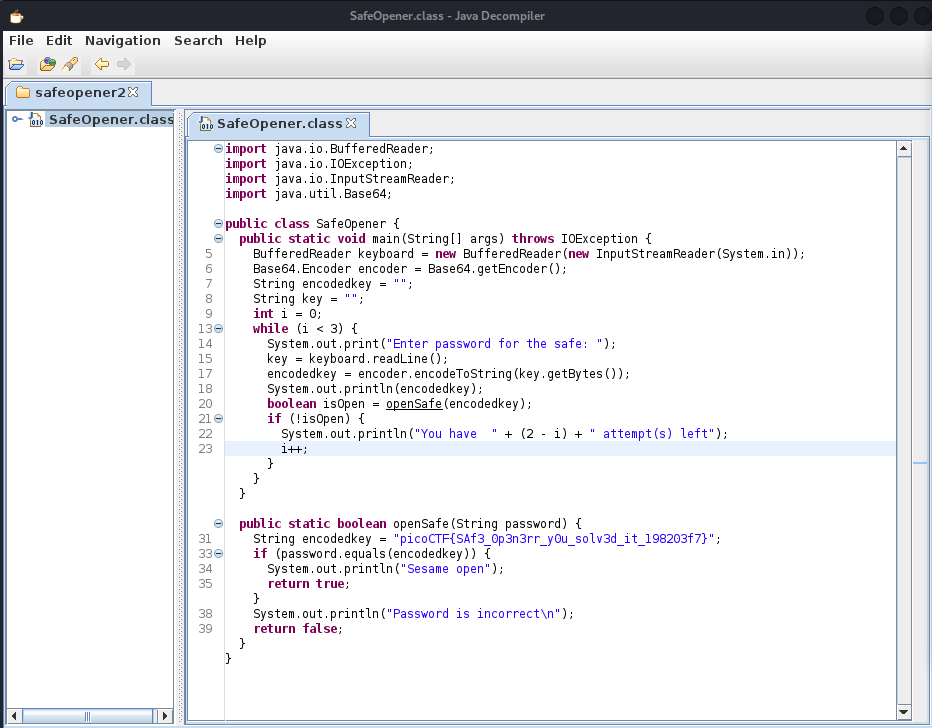 SafeOpener.class - Java Decompiler
File Edit Navigation Search Help
safeopener2
SafeOpener.class
SafeOpener.class
import java.io.BufferedReader;
import java.io.IOException;
import java.io.InputStreamReader;
import java.util.Base64;
public class SafeOpener {
public static void main(String[] args) throws IOException {
5 BufferedReader keyboard = new BufferedReader(new InputStreamReader(System.in));
6 Base64.Encoder encoder = Base64.getEncoder();
7 String encodedkey = "";
8 String key = "";
9 int i = 0;
13 while (i < 3) {
14 System.out.print("Enter password for the safe: ");
15 key = keyboard.readLine();
17 encodedkey = encoder.encodeToString(key.getBytes());
18 System.out.println(encodedkey);
20 boolean isOpen = openSafe(encodedkey);
21 if (!isOpen) {
22 System.out.println("You have  " + (2 - i) + " attempt(s) left");
23 i++;
}
}
}
public static boolean openSafe(String password) {
31 String encodedkey = "picoCTF{SAf3_0p3n3rr_y0u_solv3d_it_198203f7}";
33 if (password.equals(encodedkey)) {
34 System.out.println("Sesame open");
35 return true;
}
38 System.out.println("Password is incorrect\n");
39 return false;
}
}